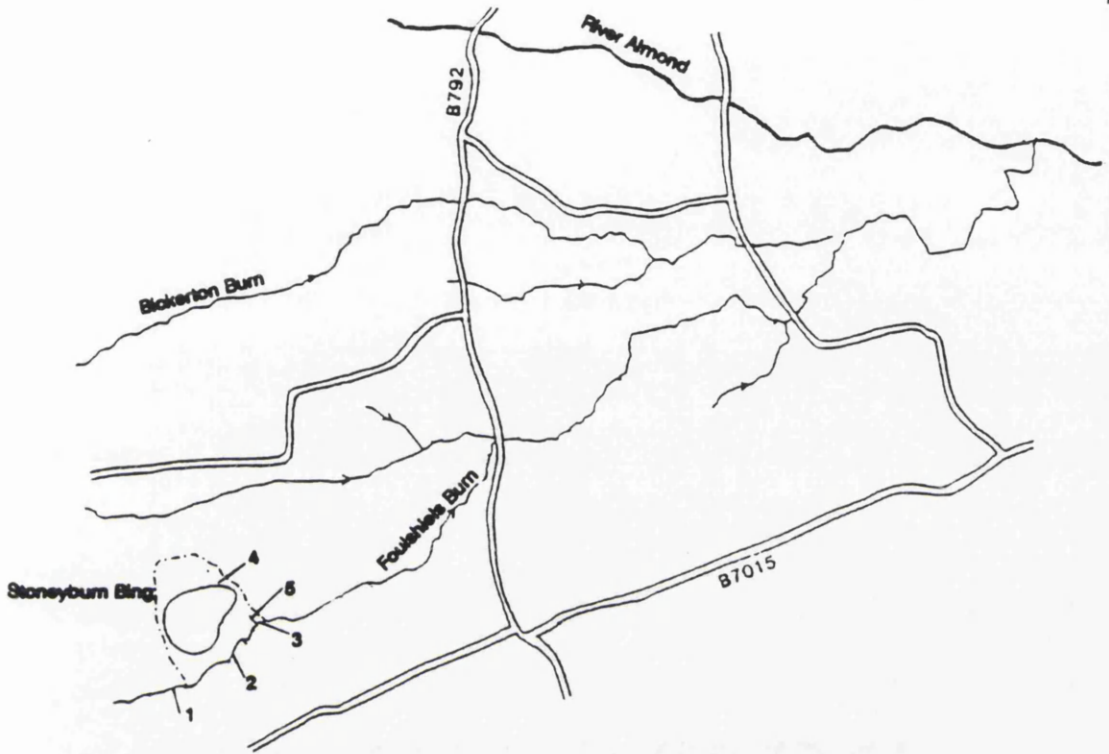 River Almond
B792
Bickerton Burn
Foulshiels Burn
B7015
Stoneyburn Bing
4
5
3
2
1